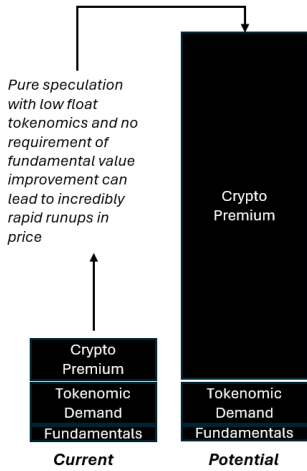 Pure speculation
with low float
tokenomics and no
requirement of
fundamental value
improvement can
lead to incredibly
rapid runups in
price
Crypto
Premium
Crypto
Premium
Tokenomic
Demand
Fundamentals
Tokenomic
Demand
Fundamentals
Current
Potential